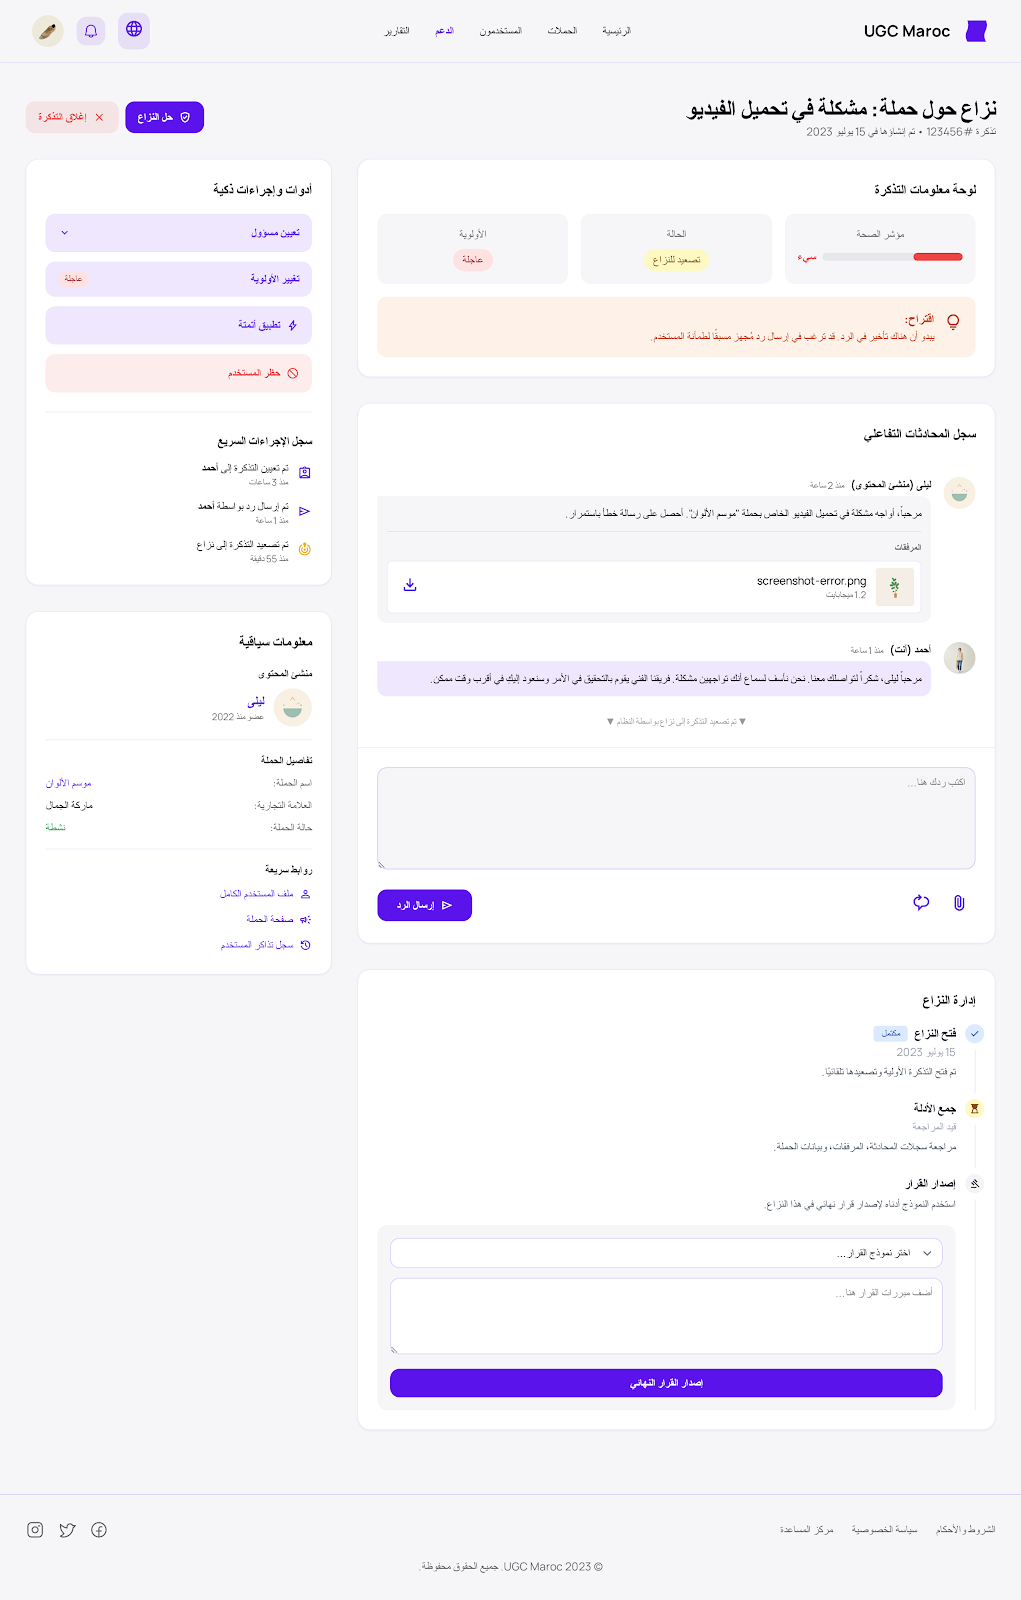 UGC Maroc
الرئيسية
الحملات
المستخدمون
الدعم
التقارير
نزاع حول حملة: مشكلة في تحميل الفيديو
تذكرة #123456 • تم إنشاؤها في 15 يوليو 2023
حل النزاع
إغلاق التذكرة
لوحة معلومات التذكرة
مؤشر الصحة
سيء
الحالة
تصعيد للنزاع
الأولوية
عاجلة
اقتراح:
يبدو أن هناك تأخير في الرد. قد ترغب في إرسال رد مُجهز مسبقًا لطمأنة المستخدم.
سجل المحادثات التفاعلي
ليلى (منشئ المحتوى) منذ 2 ساعة
مرحباً، أواجه مشكلة في تحميل الفيديو الخاص بحملة "موسم الألوان". أحصل على رسالة خطأ باستمرار.
المرفقات
screenshot-error.png
1.2 ميجابايت
أحمد (أنت) منذ 1 ساعة
مرحباً ليلى، شكراً لتواصلك معنا. نحن نأسف لسماع أنك تواجهين مشكلة. فريقنا الفني يقوم بالتحقيق في الأمر وسنعود إليكِ في أقرب وقت ممكن.
▼ تم تصعيد التذكرة إلى نزاع بواسطة النظام ▼
اكتب ردك هنا...
إرسال الرد
إدارة النزاع
فتح النزاع مكتمل
15 يوليو 2023
تم فتح التذكرة الأولية وتصعيدها تلقائيًا.
جمع الأدلة
قيد المراجعة
مراجعة سجلات المحادثة، المرفقات، وبيانات الحملة.
إصدار القرار
استخدم النموذج أدناه لإصدار قرار نهائي في هذا النزاع.
اختر نموذج القرار...
أضف مبررات القرار هنا...
إصدار القرار النهائي
أدوات وإجراءات ذكية
تعيين مسؤول
تغيير الأولوية
عاجلة
تطبيق أتمتة
حظر المستخدم
سجل الإجراءات السريع
تم تعيين التذكرة إلى أحمد
منذ 3 ساعات
تم إرسال رد بواسطة أحمد
منذ 1 ساعة
تم تصعيد التذكرة إلى نزاع
منذ 55 دقيقة
معلومات سياقية
منشئ المحتوى
ليلى
عضو منذ 2022
تفاصيل الحملة
اسم الحملة: موسم الألوان
العلامة التجارية: ماركة الجمال
حالة الحملة: نشطة
روابط سريعة
ملف المستخدم الكامل
صفحة الحملة
سجل تذاكر المستخدم
الشروط والأحكام
سياسة الخصوصية
مركز المساعدة
© 2023 UGC Maroc. جميع الحقوق محفوظة.